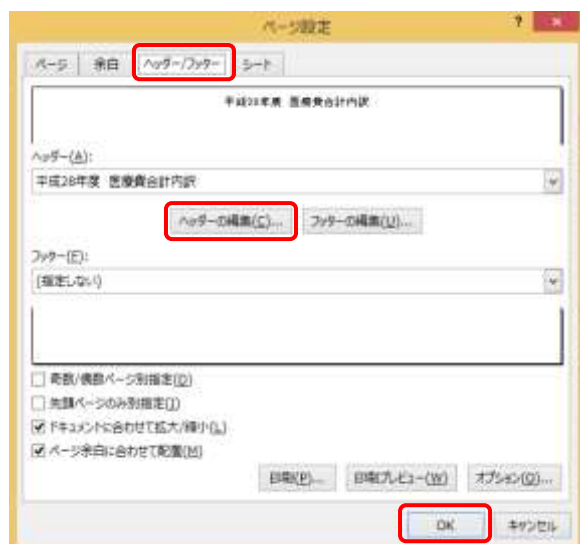 ページ設定
?
ページ 余白 ヘッダー/フッター シート
平成28年度 医療費合計内訳
ヘッダー(A):
平成28年度 医療費合計内訳
ヘッダーの編集(C)... フッターの編集(U)...
フッター(F):
(指定しない)
奇数/偶数ページ別指定(D)
先頭ページのみ別指定(I)
ドキュメントに合わせて拡大/縮小(L)
ページ余白に合わせて配置(M)
印刷(P)... 印刷プレビュー(W) オプション(O)...
OK キャンセル